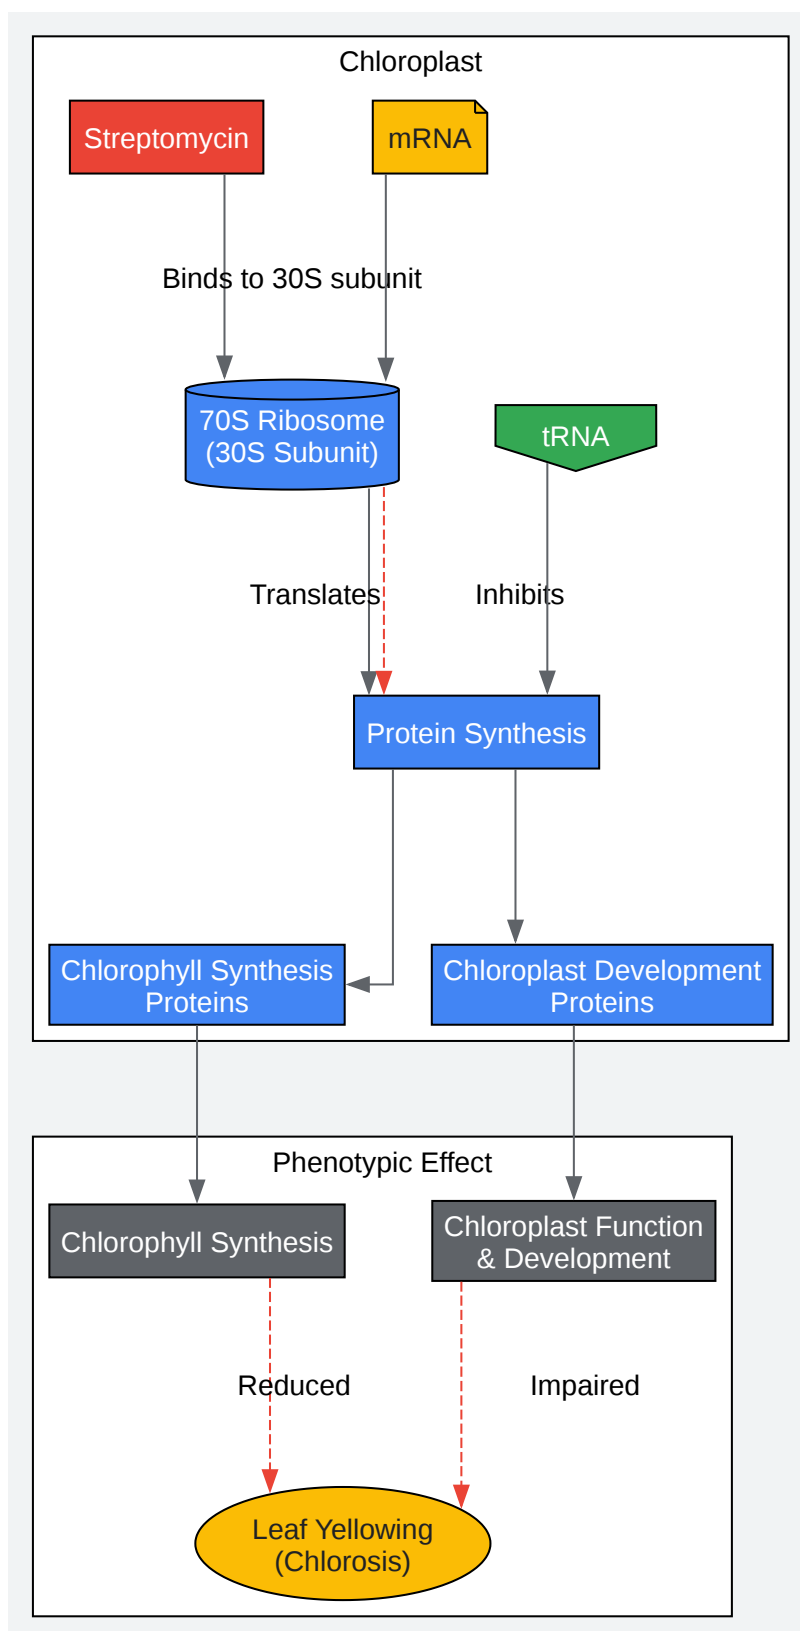 Chloroplast
Streptomycin
mRNA
Binds to 30S subunit
70S Ribosome
(30S Subunit)
tRNA
Translates
Inhibits
Protein Synthesis
Chlorophyll Synthesis
Proteins
Chloroplast Development
Proteins
Phenotypic Effect
Chlorophyll Synthesis
Chloroplast Function
& Development
Reduced
Impaired
Leaf Yellowing
(Chlorosis)